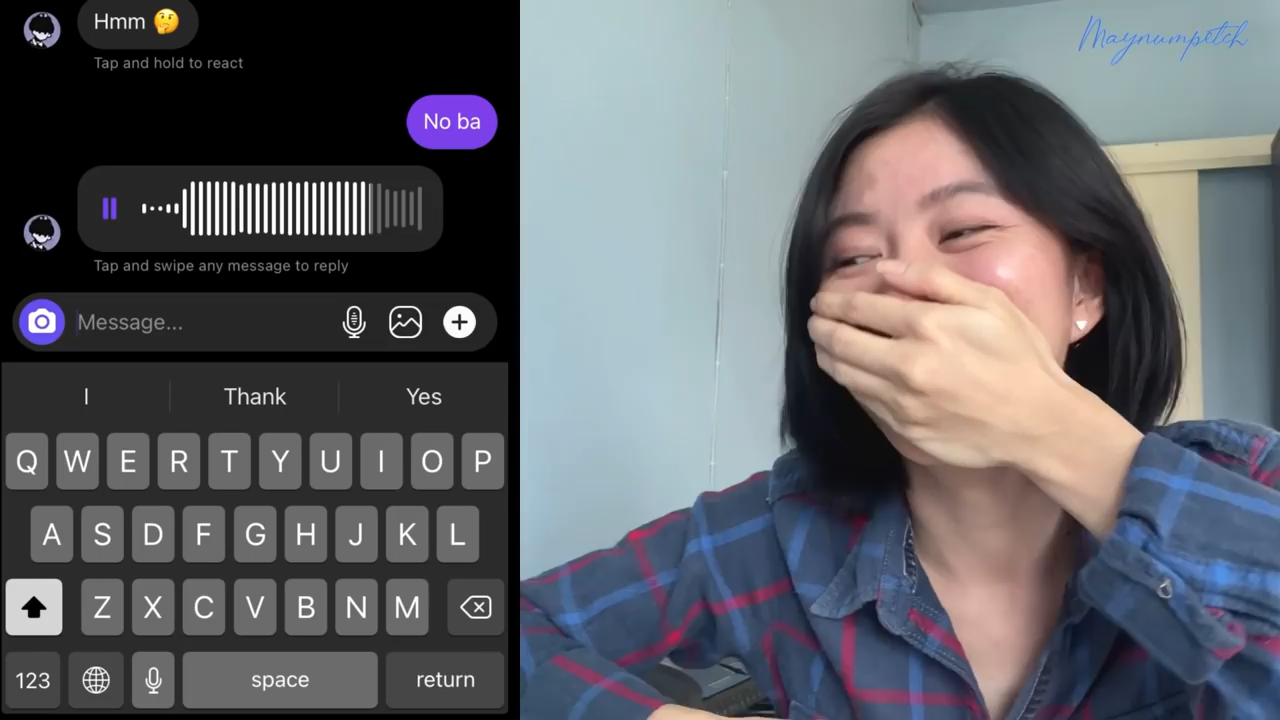 Hmm 🤔
Tap and hold to react
No ba
Tap and swipe any message to reply
Message...
I Thank Yes
Q W E R T Y U I O P
A S D F G H J K L
Z X C V B N M
123 space return
Maynumpetch